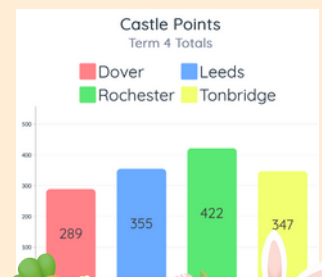 Castle Points
Term 4 Totals
Dover Leeds
Rochester Tonbridge
500
400
300
200
100
289
355
422
347